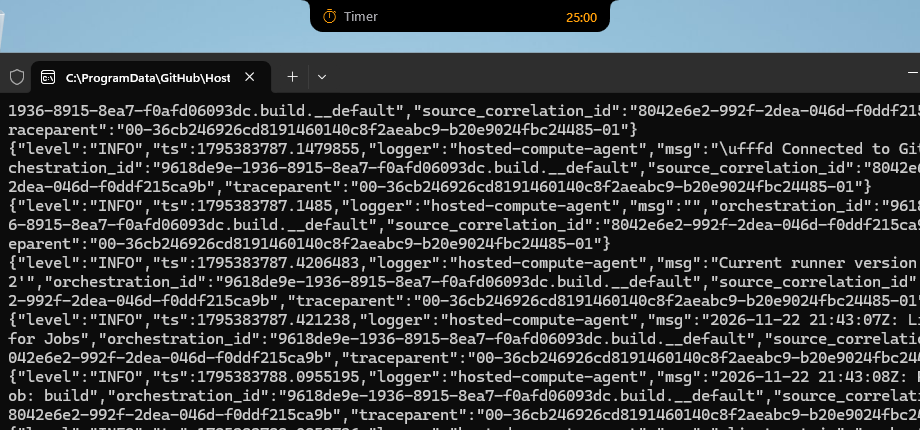 Timer 25:00
C:\ProgramData\GitHub\Host
1936-8915-8ea7-f0afd06093dc.build.__default","source_correlation_id":"8042e6e2-992f-2dea-046d-f0ddf215
raceparent":"00-36cb246926cd8191460140c8f2aeabc9-b20e9024fbc24485-01"}
{"level":"INFO","ts":1795383787.1479855,"logger":"hosted-compute-agent","msg":"\ufffd Connected to Git
chestration_id":"9618de9e-1936-8915-8ea7-f0afd06093dc.build.__default","source_correlation_id":"8042e
2dea-046d-f0ddf215ca9b","traceparent":"00-36cb246926cd8191460140c8f2aeabc9-b20e9024fbc24485-01"}
{"level":"INFO","ts":1795383787.1485,"logger":"hosted-compute-agent","msg":"","orchestration_id":"9618
6-8915-8ea7-f0afd06093dc.build.__default","source_correlation_id":"8042e6e2-992f-2dea-046d-f0ddf215ca9
eparent":"00-36cb246926cd8191460140c8f2aeabc9-b20e9024fbc24485-01"}
{"level":"INFO","ts":1795383787.4206483,"logger":"hosted-compute-agent","msg":"Current runner version
2'","orchestration_id":"9618de9e-1936-8915-8ea7-f0afd06093dc.build.__default","source_correlation_id"
2-992f-2dea-046d-f0ddf215ca9b","traceparent":"00-36cb246926cd8191460140c8f2aeabc9-b20e9024fbc24485-01"
{"level":"INFO","ts":1795383787.421238,"logger":"hosted-compute-agent","msg":"2026-11-22 21:43:07Z: Li
for Jobs","orchestration_id":"9618de9e-1936-8915-8ea7-f0afd06093dc.build.__default","source_correlatio
042e6e2-992f-2dea-046d-f0ddf215ca9b","traceparent":"00-36cb246926cd8191460140c8f2aeabc9-b20e9024fbc244
{"level":"INFO","ts":1795383788.0955195,"logger":"hosted-compute-agent","msg":"2026-11-22 21:43:08Z: R
ob: build","orchestration_id":"9618de9e-1936-8915-8ea7-f0afd06093dc.build.__default","source_correlat
8042e6e2-992f-2dea-046d-f0ddf215ca9b","traceparent":"00-36cb246926cd8191460140c8f2aeabc9-b20e9024fbc24